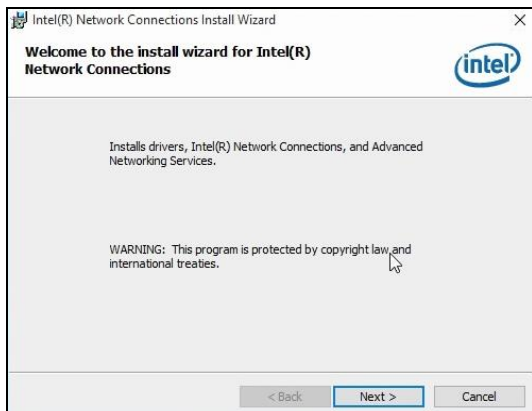 Intel(R) Network Connections Install Wizard
Welcome to the install wizard for Intel(R)
Network Connections
intel
Installs drivers, Intel(R) Network Connections, and Advanced
Networking Services.
WARNING: This program is protected by copyright law and
international treaties.
< Back
Next >
Cancel